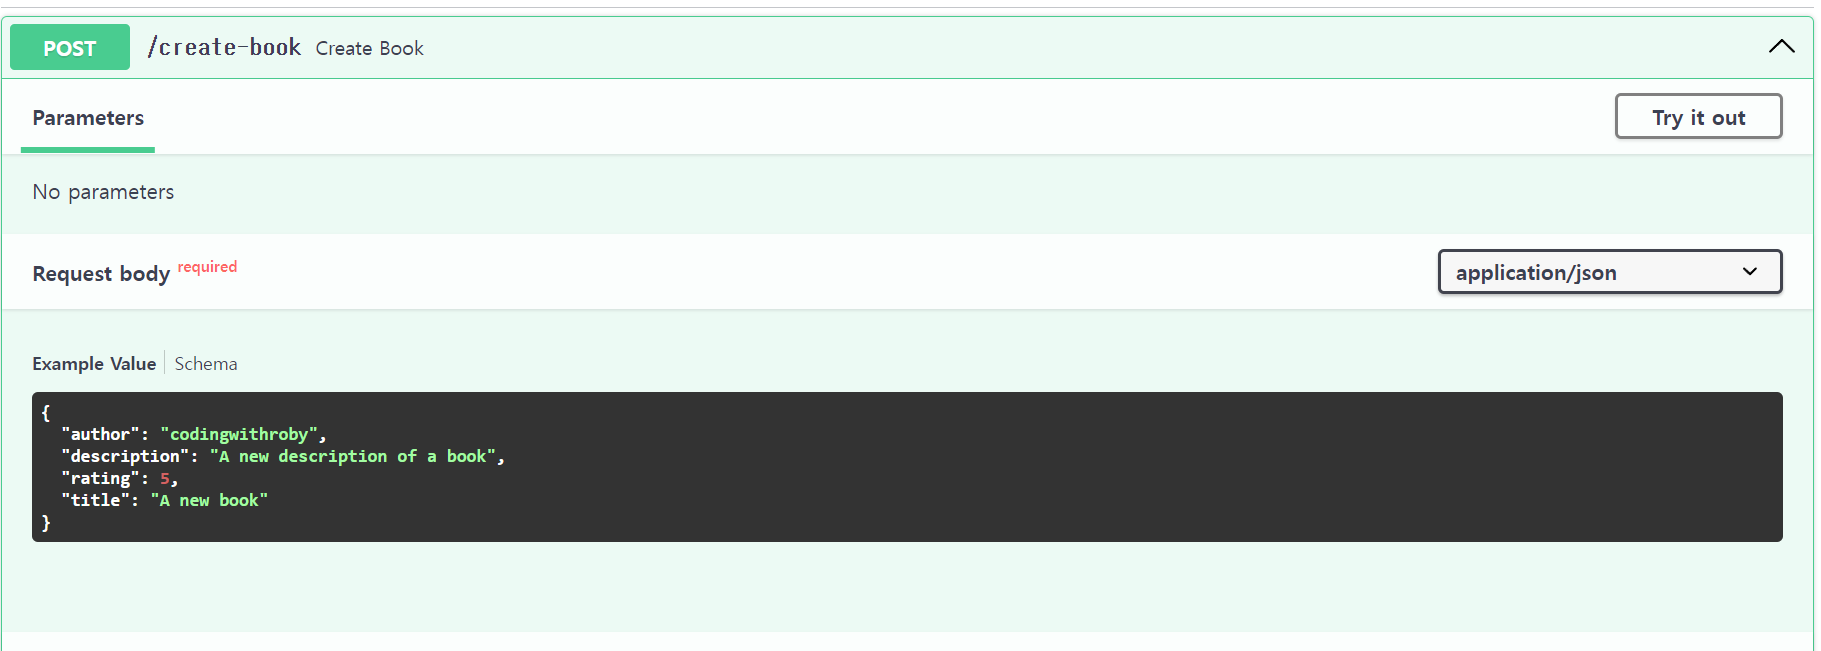 POST /create-book Create Book
Parameters
Try it out
No parameters
Request body required
application/json
Example Value Schema
{
  "author": "codingwithroby",
  "description": "A new description of a book",
  "rating": 5,
  "title": "A new book"
}